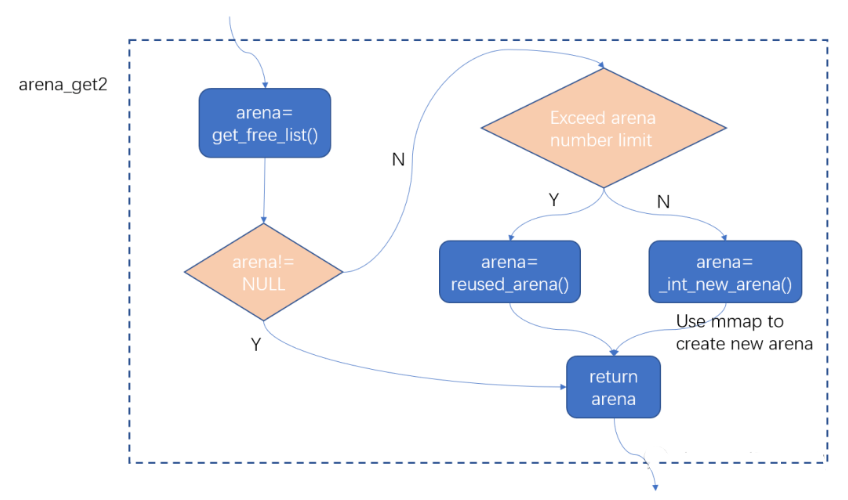 arena_get2
arena=
get_free_list()
arena!=
NULL
Y
N
Exceed arena
number limit
Y
N
arena=
reused_arena()
arena=
_int_new_arena()
Use mmap to
create new arena
return
arena